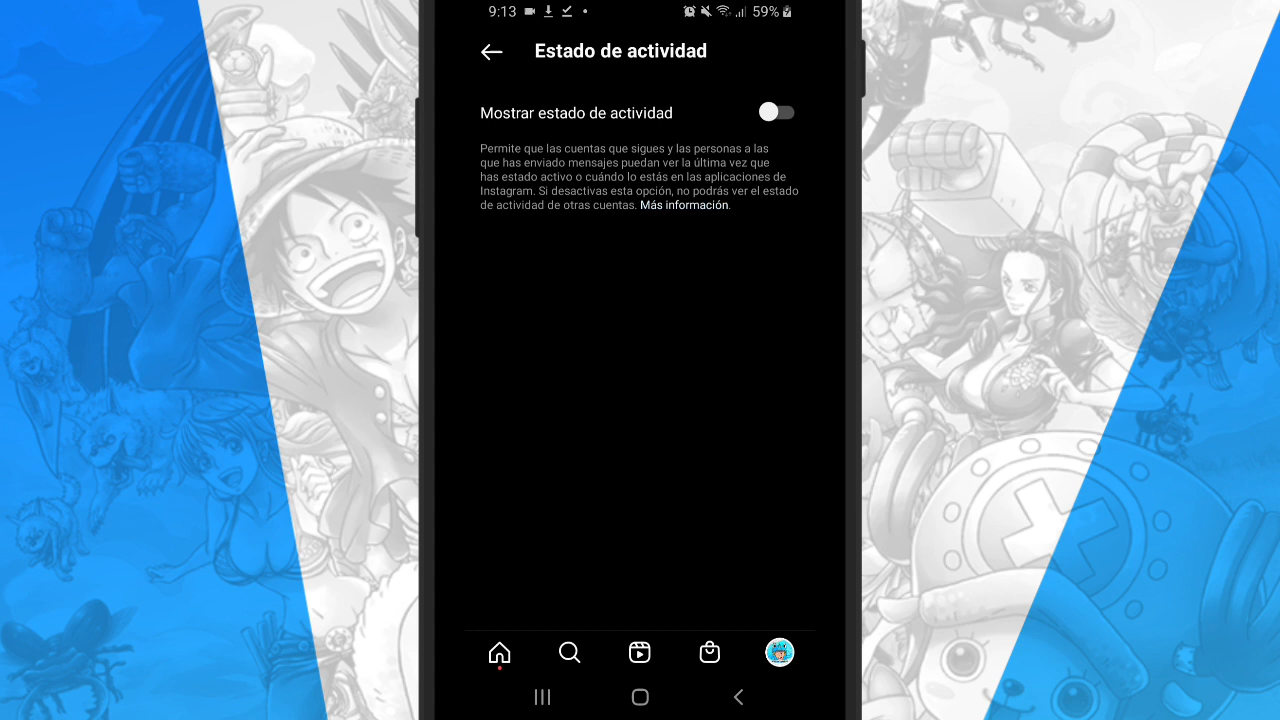 9:13
59%
Estado de actividad
Mostrar estado de actividad
Permite que las cuentas que sigues y las personas a las
que has enviado mensajes puedan ver la última vez que
has estado activo o cuándo lo estás en las aplicaciones de
Instagram. Si desactivas esta opción, no podrás ver el estado
de actividad de otras cuentas. Más información.